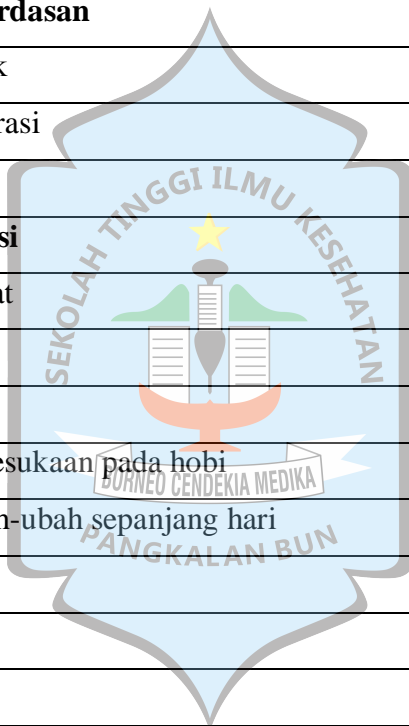 rdasan
k
rasi
si
at
esukaan pada hobi
h-ubah sepanjang hari
SEKOLAH TINGGI ILMU KESEHATAN
BORNEO CENDEKIA MEDIKA
PANGKALAN BUN